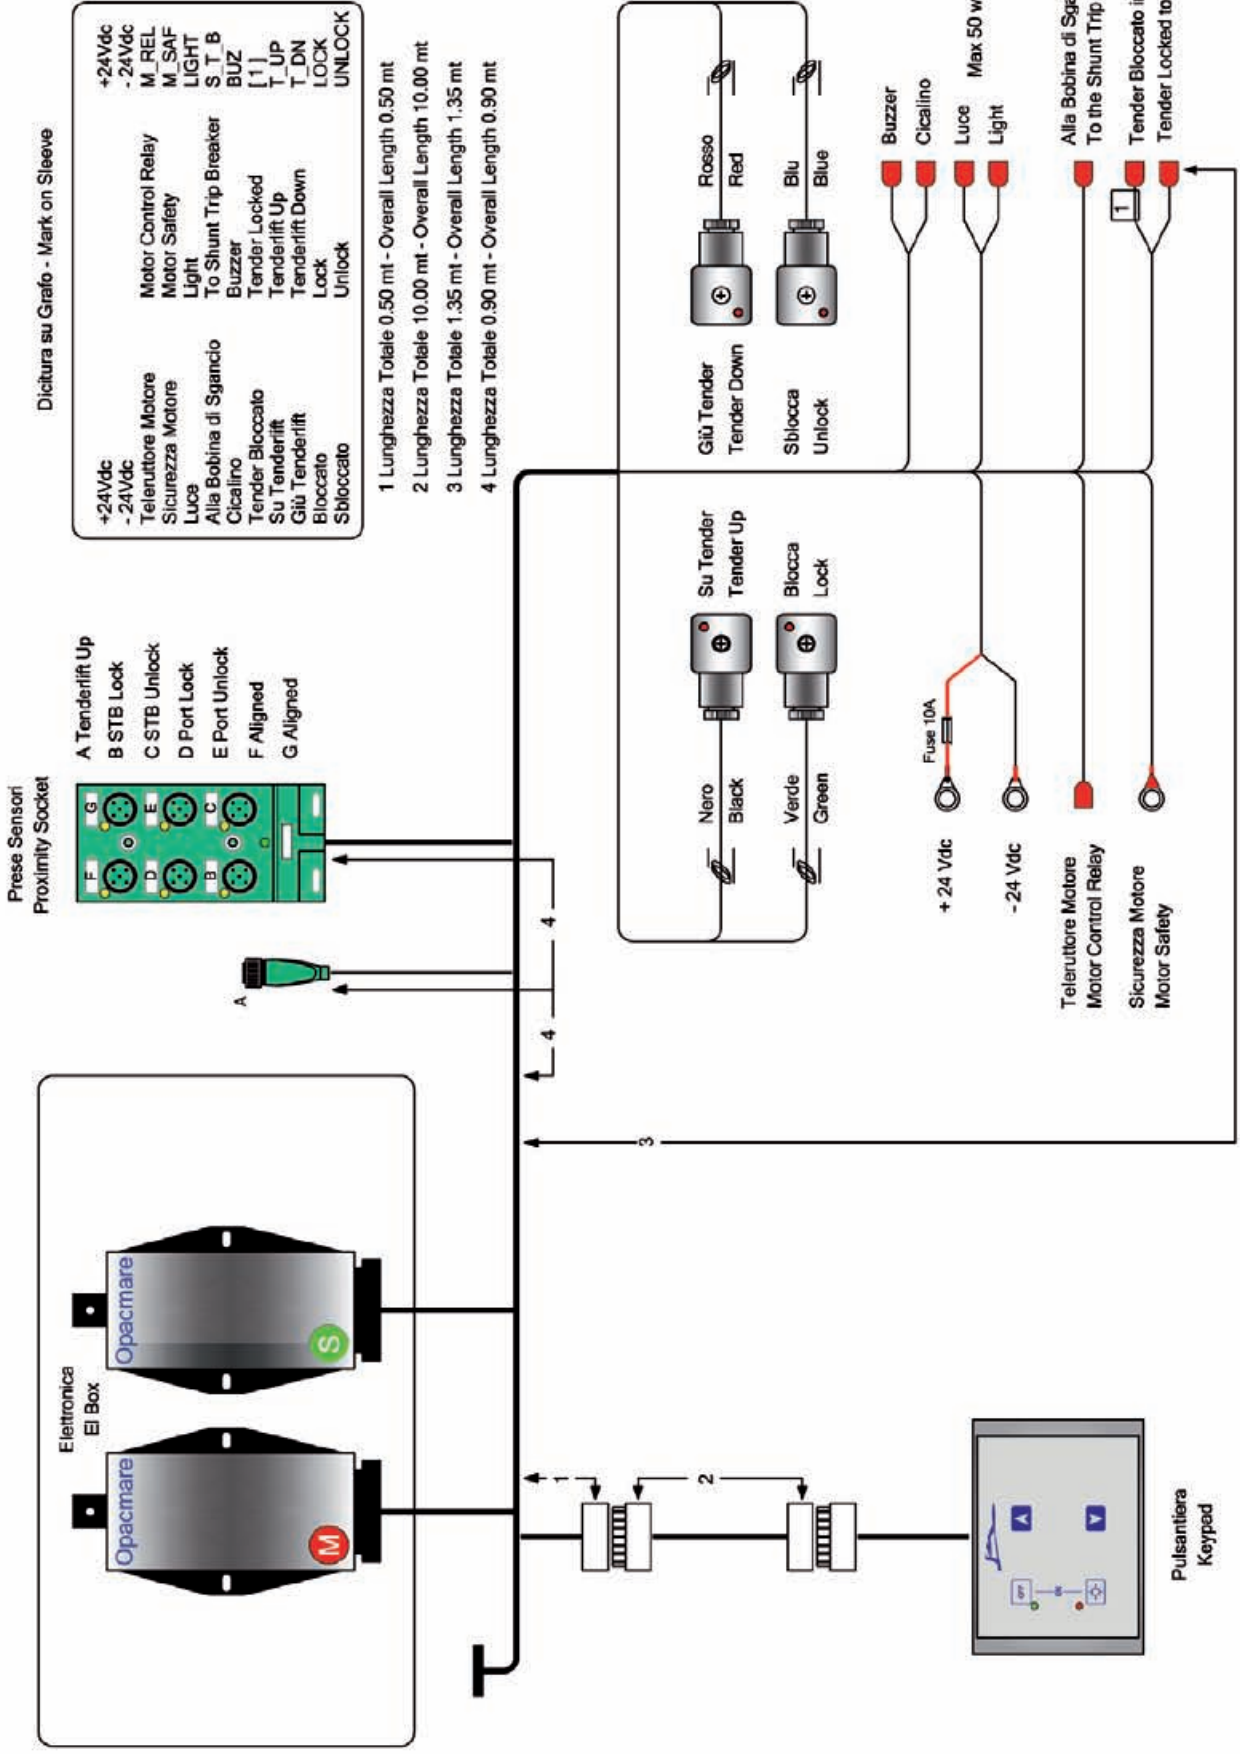 Dicitura su Grafo - Mark on Sleeve
+24Vdc +24Vdc
- 24Vdc - 24Vdc
Teleruttore Motore Motor Control Relay M_REL
Sicurezza Motore Motor Safety M_SAF
Luce Light LIGHT
Alla Bobina di Sgancio To Shunt Trip Breaker S_T_B
Cicalino Buzzer BUZ
Tender Bloccato Tender Locked [1]
Su Tenderlift Tenderlift Up T_UP
Giù Tenderlift Tenderlift Down T_DN
Bloccato Lock LOCK
Sbloccato Unlock UNLOCK
1 Lunghezza Totale 0.50 mt - Overall Length 0.50 mt
2 Lunghezza Totale 10.00 mt - Overall Length 10.00 mt
3 Lunghezza Totale 1.35 mt - Overall Length 1.35 mt
4 Lunghezza Totale 0.90 mt - Overall Length 0.90 mt
Prese Sensori
Proximity Socket
F G
D E
B C
A Tenderlift Up
B STB Lock
C STB Unlock
D Port Lock
E Port Unlock
F Aligned
G Aligned
A
Elettronica
El Box
Opacmare
M
Opacmare
S
4
4
3
1
2
Pulsantiera
Keypad
OFF
ON
Nero
Black
Su Tender
Tender Up
Verde
Green
Blocca
Lock
Giù Tender
Tender Down
Rosso
Red
Sblocca
Unlock
Blu
Blue
+ 24 Vdc
Fuse 10A
- 24 Vdc
Teleruttore Motore
Motor Control Relay
Sicurezza Motore
Motor Safety
Buzzer
Cicalino
Luce
Light
Max 50 w
Alla Bobina di Sga
To the Shunt Trip
1
Tender Bloccato i
Tender Locked to